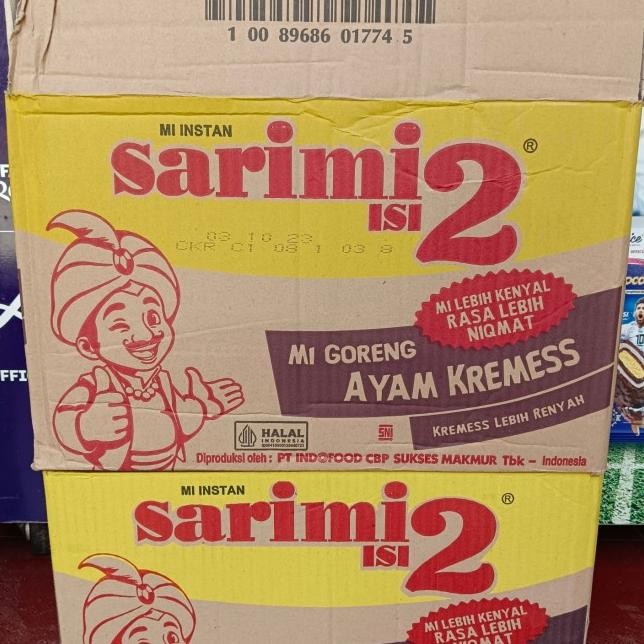 1 00 89686 01774 5
MI INSTAN
sarimi
ISI 2 ®
03 10 23
CKR C1 08 1 03 8
MI LEBIH KENYAL
RASA LEBIH
NIQMAT
MI GORENG
AYAM KREMESS
KREMESS LEBIH RENYAH
HALAL
INDONESIA
SNI
Diproduksi oleh : PT INDOFOOD CBP SUKSES MAKMUR Tbk – Indonesia
MI INSTAN
sarimi
ISI 2 ®
MI LEBIH KENYAL
RASA LEBIH
NIQMAT